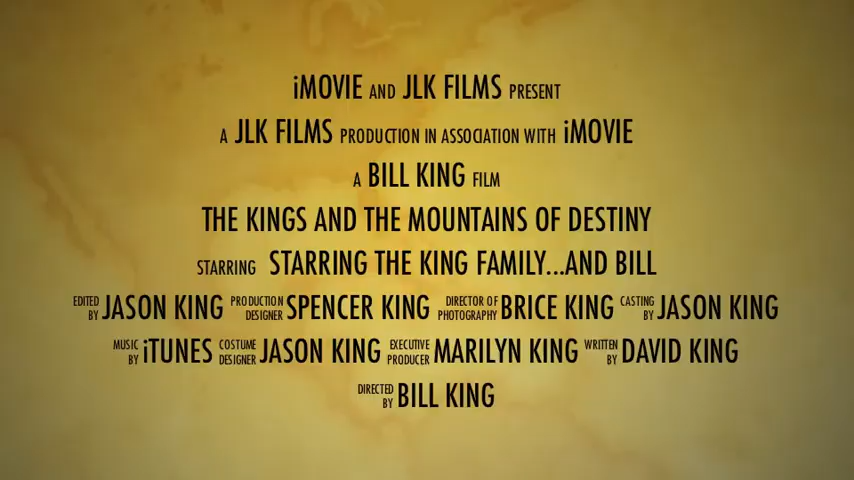 iMOVIE AND JLK FILMS PRESENT
A JLK FILMS PRODUCTION IN ASSOCIATION WITH iMOVIE
A BILL KING FILM
THE KINGS AND THE MOUNTAINS OF DESTINY
STARRING STARRING THE KING FAMILY...AND BILL
EDITED BY JASON KING PRODUCTION DESIGNER SPENCER KING DIRECTOR OF PHOTOGRAPHY BRICE KING CASTING BY JASON KING
MUSIC BY iTUNES COSTUME DESIGNER JASON KING EXECUTIVE PRODUCER MARILYN KING WRITTEN BY DAVID KING
DIRECTED BY BILL KING